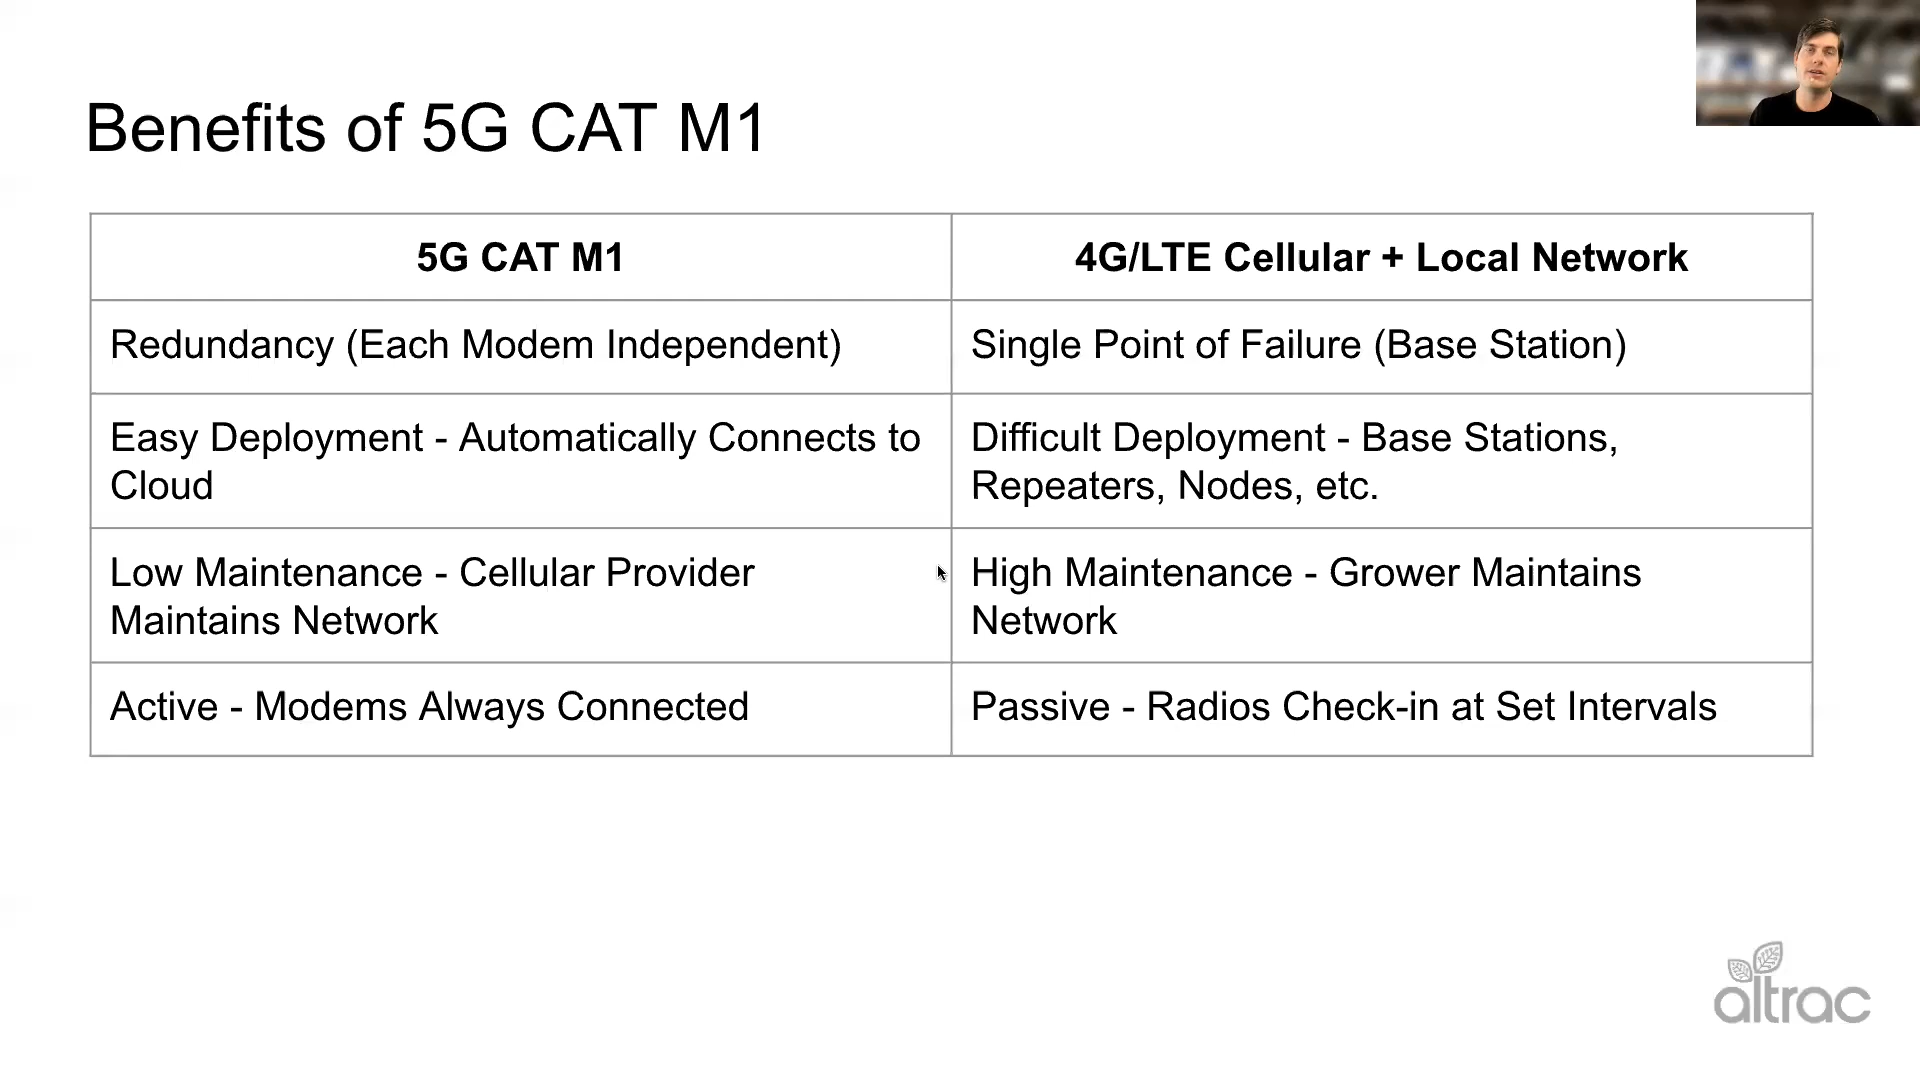 Benefits of 5G CAT M1
5G CAT M1
4G/LTE Cellular + Local Network
Redundancy (Each Modem Independent)
Single Point of Failure (Base Station)
Easy Deployment - Automatically Connects to
Cloud
Difficult Deployment - Base Stations,
Repeaters, Nodes, etc.
Low Maintenance - Cellular Provider
Maintains Network
High Maintenance - Grower Maintains
Network
Active - Modems Always Connected
Passive - Radios Check-in at Set Intervals
altrac